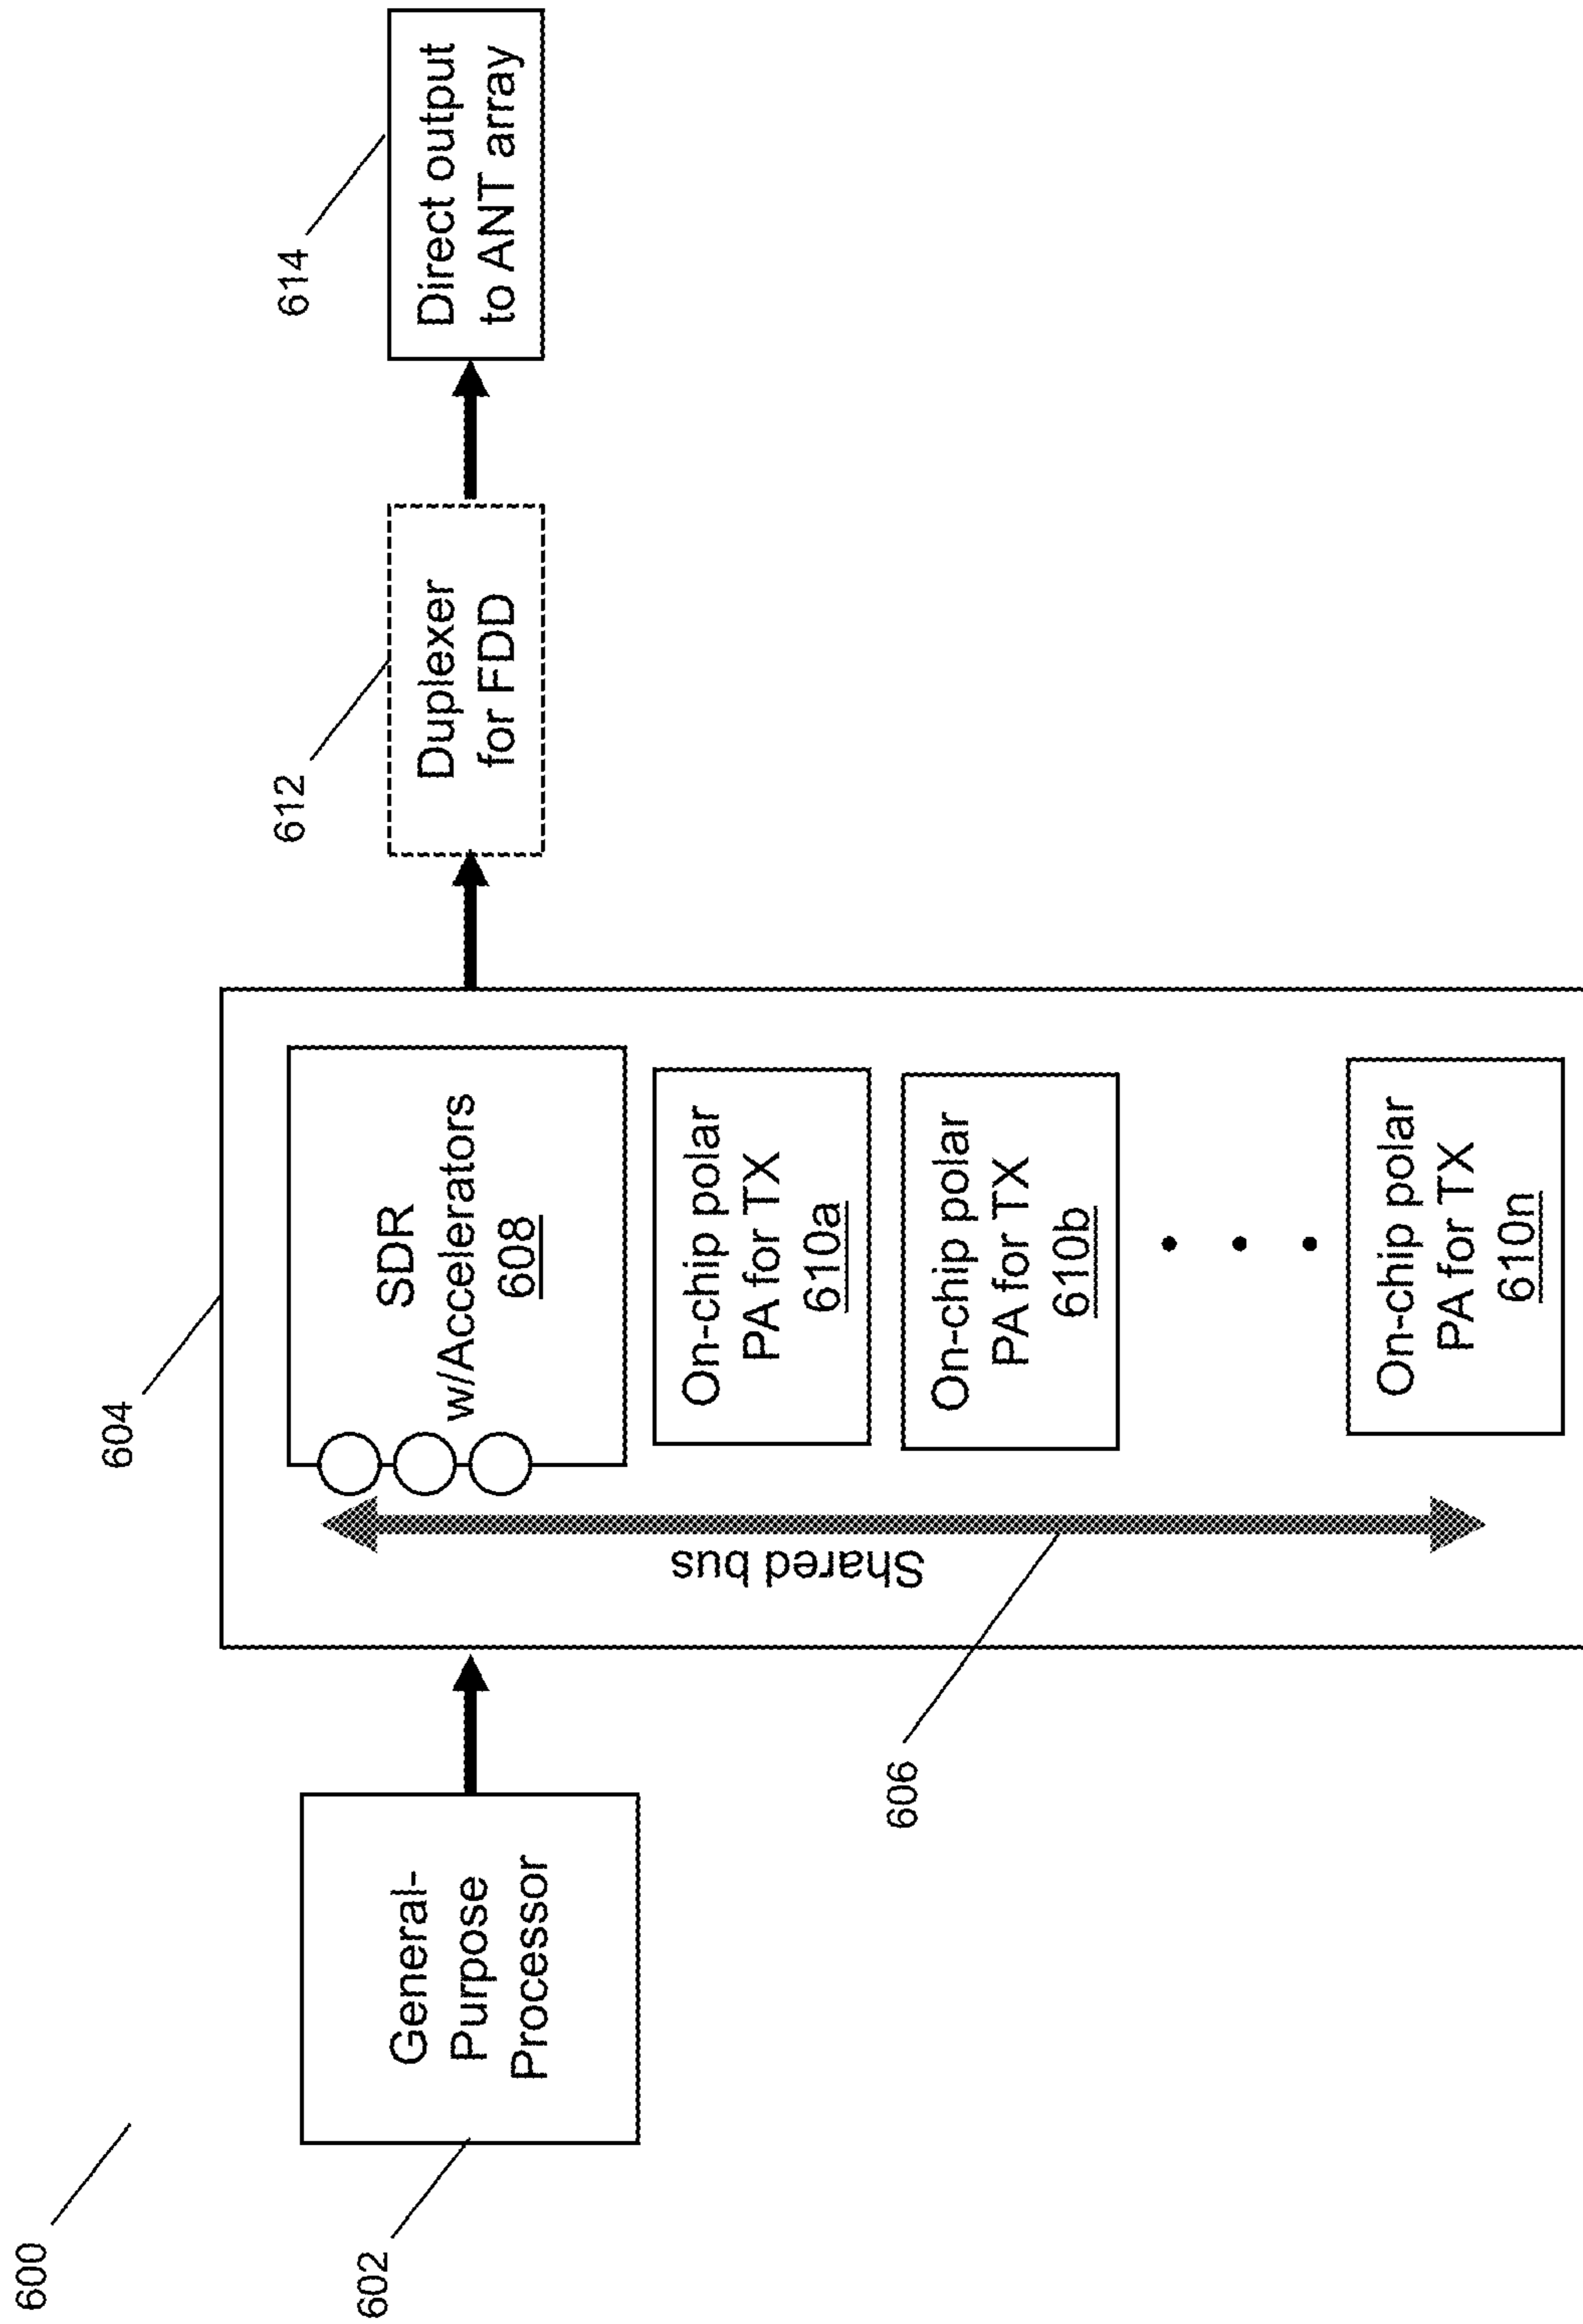 600
602
General-
Purpose
Processor
604
606
Shared bus
SDR
w/Accelerators
608
On-chip polar
PA for TX
610a
On-chip polar
PA for TX
610b
On-chip polar
PA for TX
610n
612
Duplexer
for FDD
614
Direct output
to ANT array